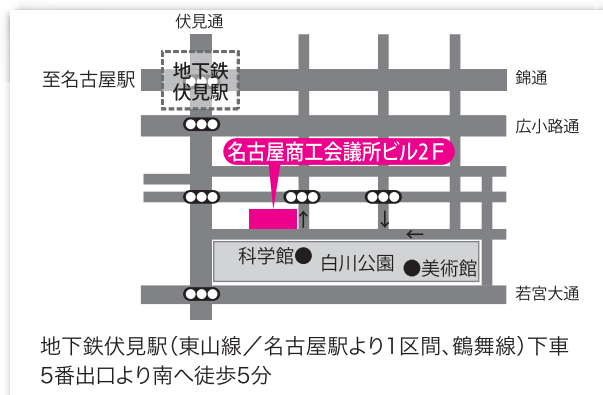 伏見通
至名古屋駅
地下鉄
伏見駅
錦通
広小路通
名古屋商工会議所ビル2F
↑
↓
←
科学館●
白川公園
●美術館
若宮大通
地下鉄伏見駅(東山線／名古屋駅より1区間、鶴舞線)下車
5番出口より南へ徒歩5分